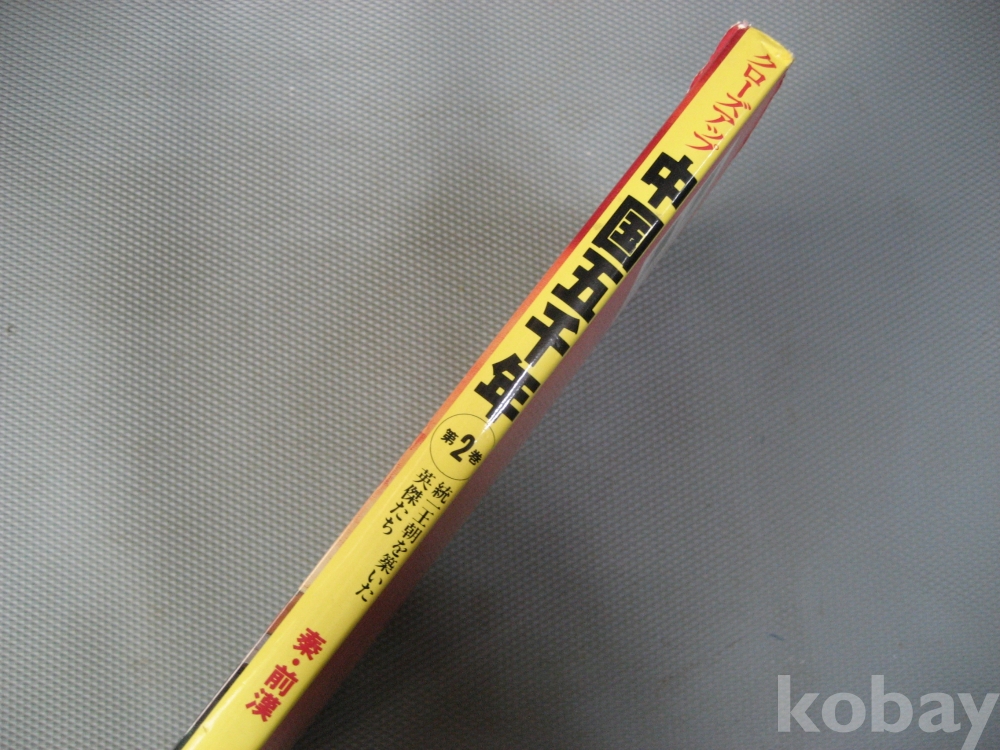 クローズアップ
中国五千年
第2巻
統一王朝を築いた
英傑たち
秦・前漢
kobay